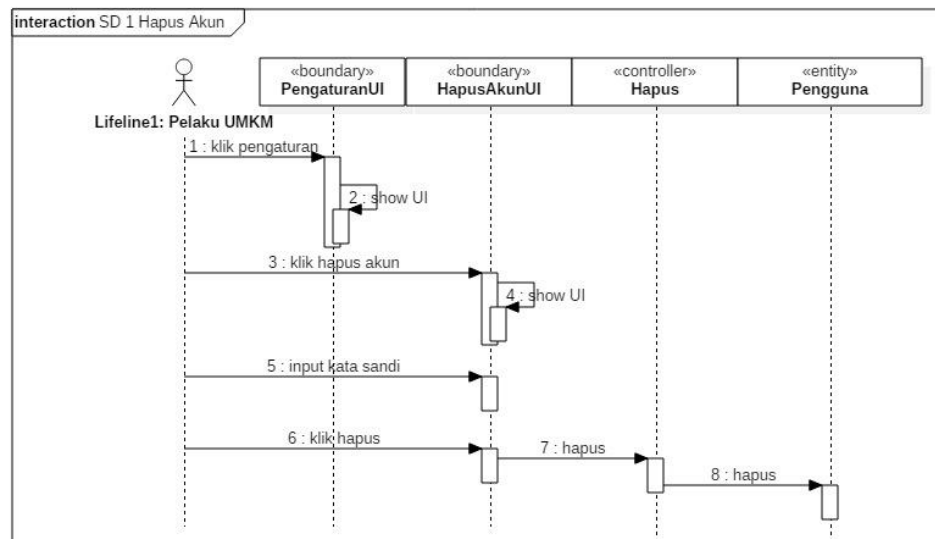 interaction SD 1 Hapus Akun
«boundary»
PengaturanUI
«boundary»
HapusAkunUI
«controller»
Hapus
«entity»
Pengguna
Lifeline1: Pelaku UMKM
1 : klik pengaturan
2 : show UI
3 : klik hapus akun
4 : show UI
5 : input kata sandi
6 : klik hapus
7 : hapus
8 : hapus